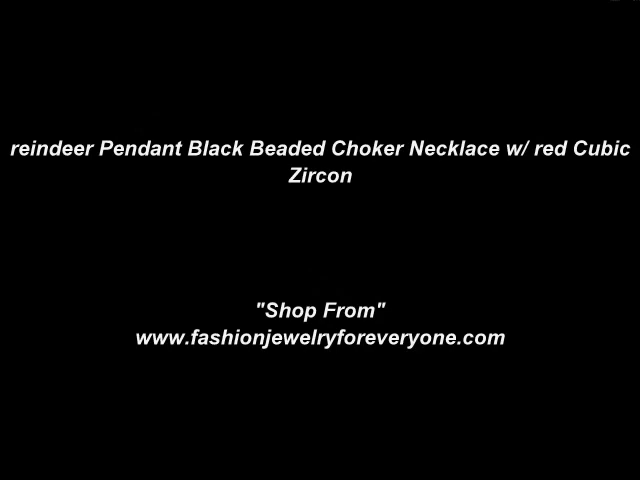 reindeer Pendant Black Beaded Choker Necklace w/ red Cubic
Zircon
"Shop From"
www.fashionjewelryforeveryone.com